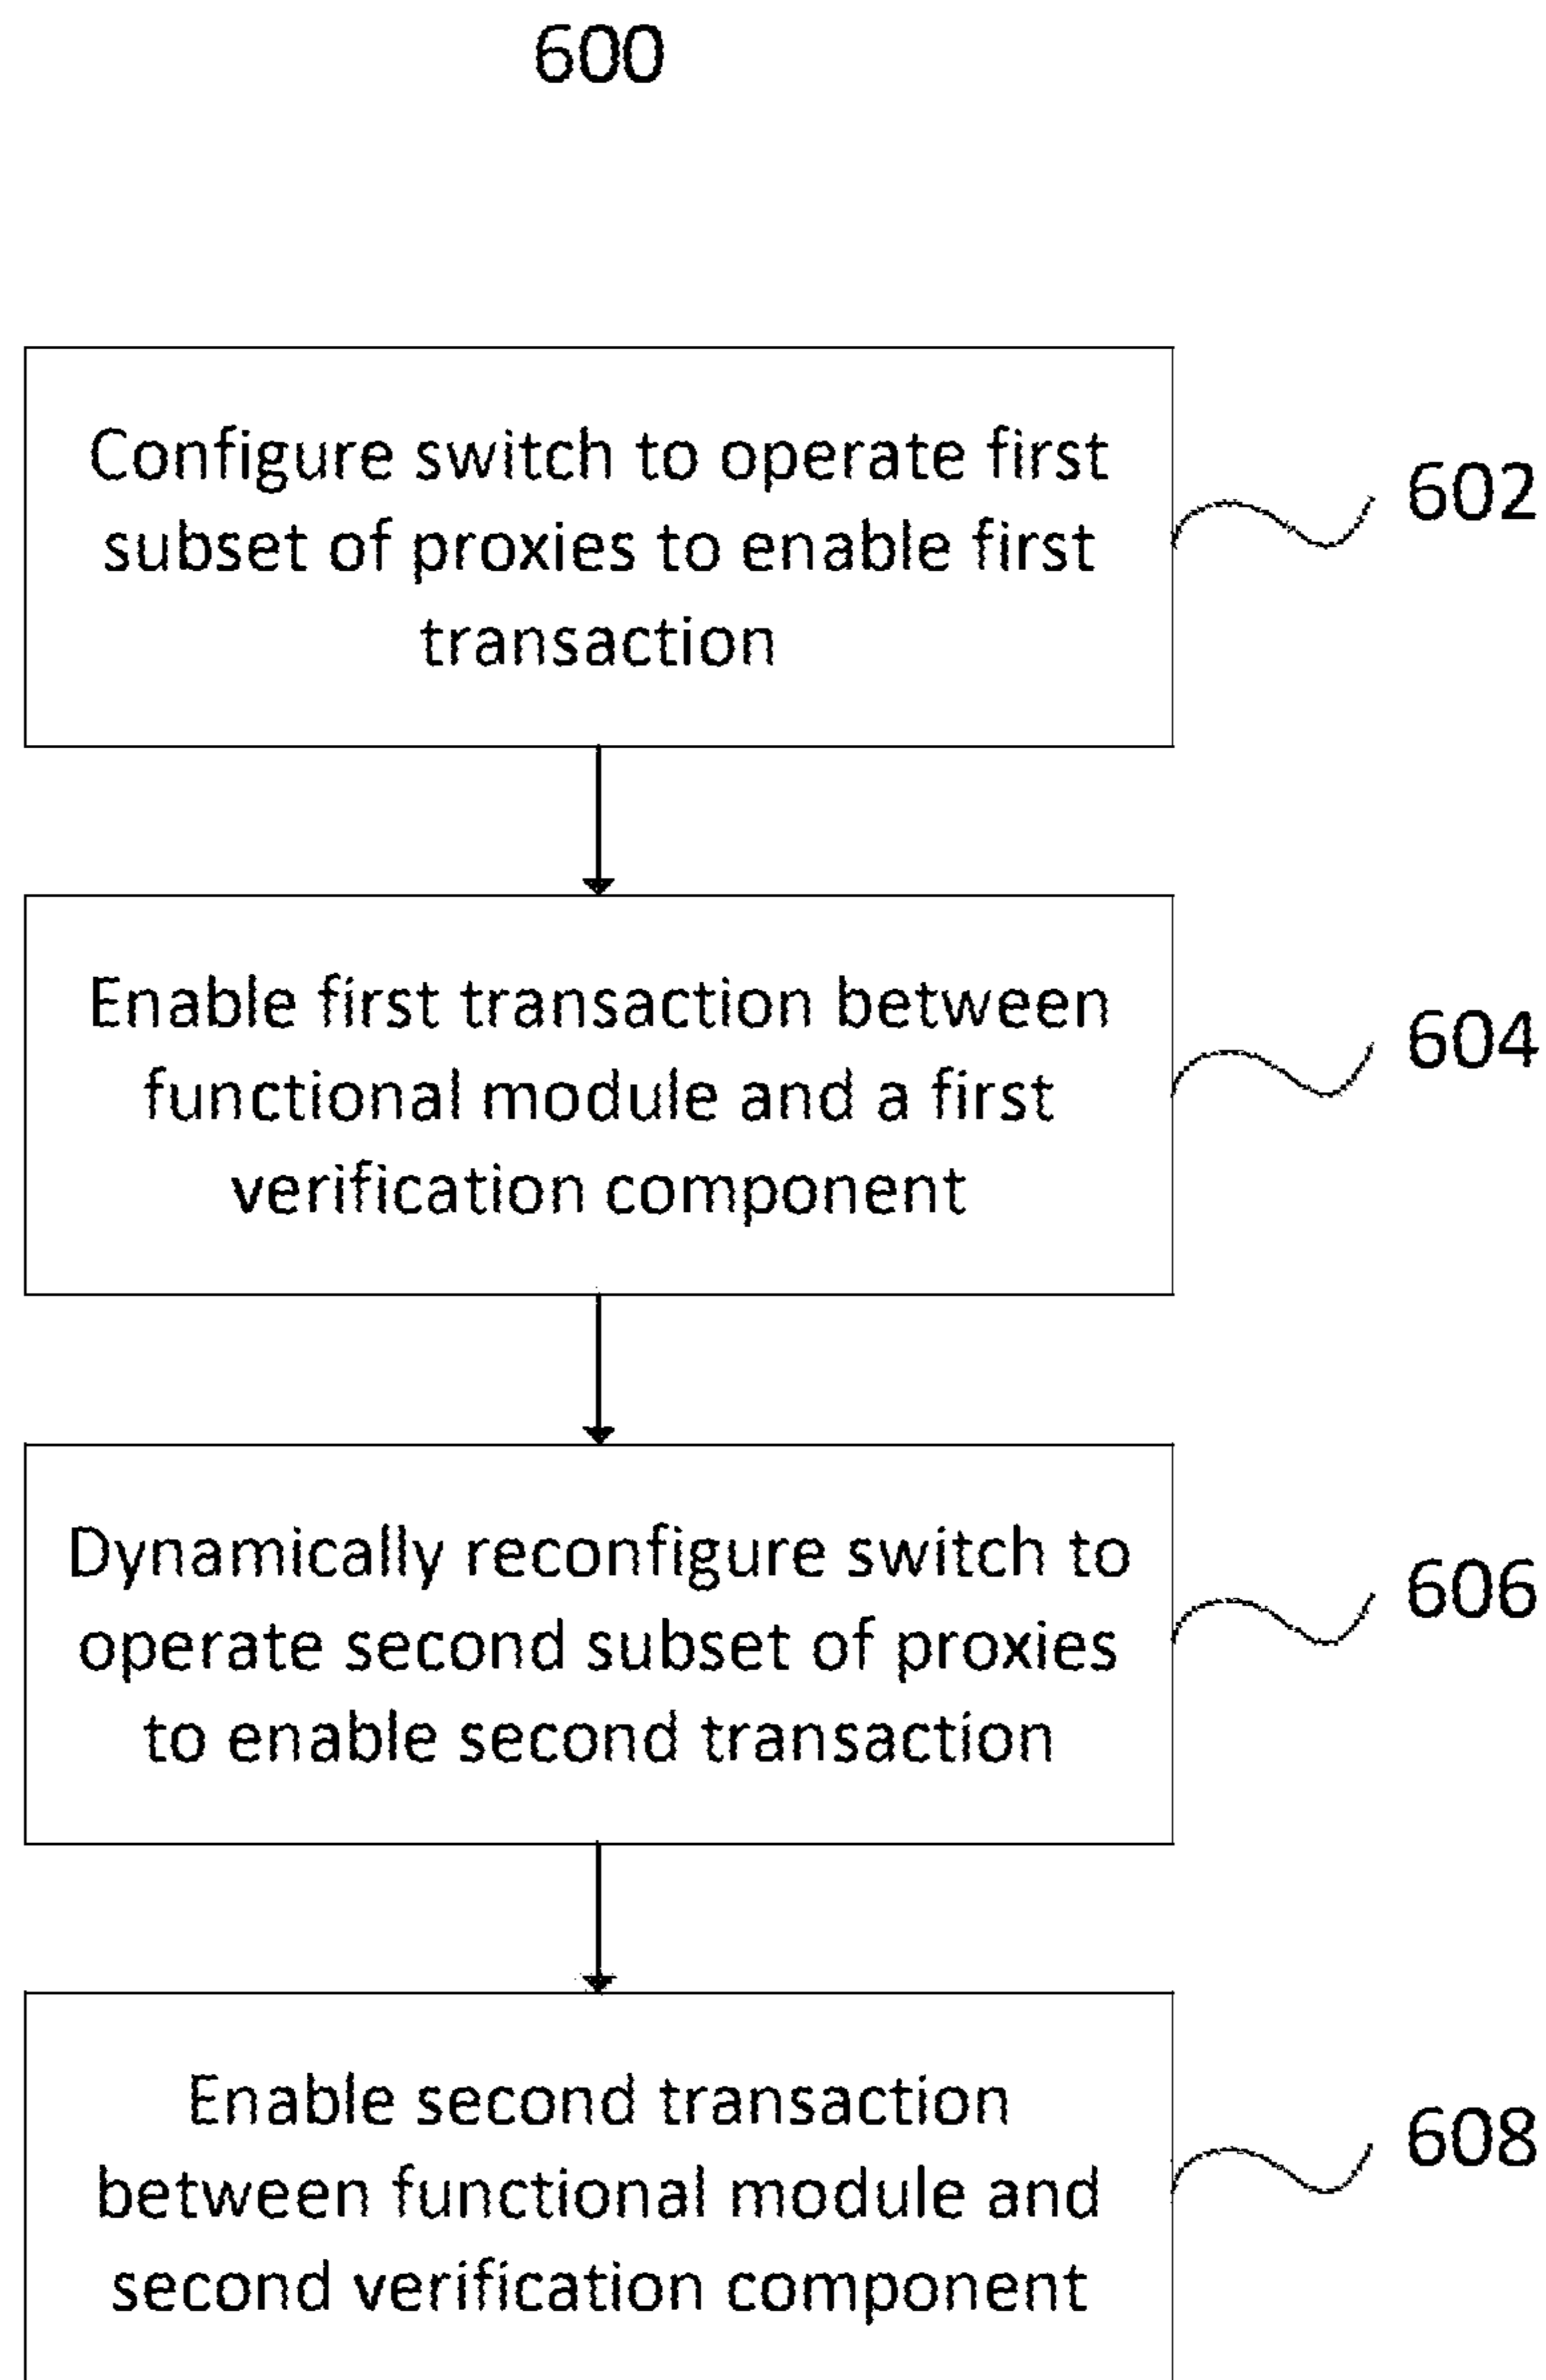 600
Configure switch to operate first
subset of proxies to enable first
transaction
602
Enable first transaction between
functional module and a first
verification component
604
Dynamically reconfigure switch to
operate second subset of proxies
to enable second transaction
606
Enable second transaction
between functional module and
second verification component
608